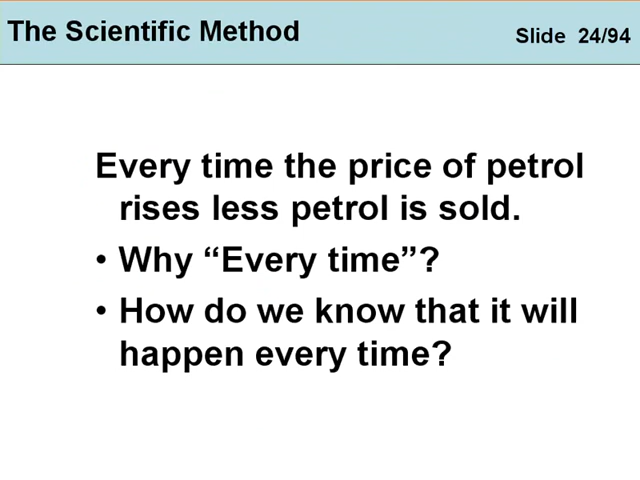 The Scientific Method
Slide 24/94
Every time the price of petrol
rises less petrol is sold.
• Why “Every time”?
• How do we know that it will
happen every time?